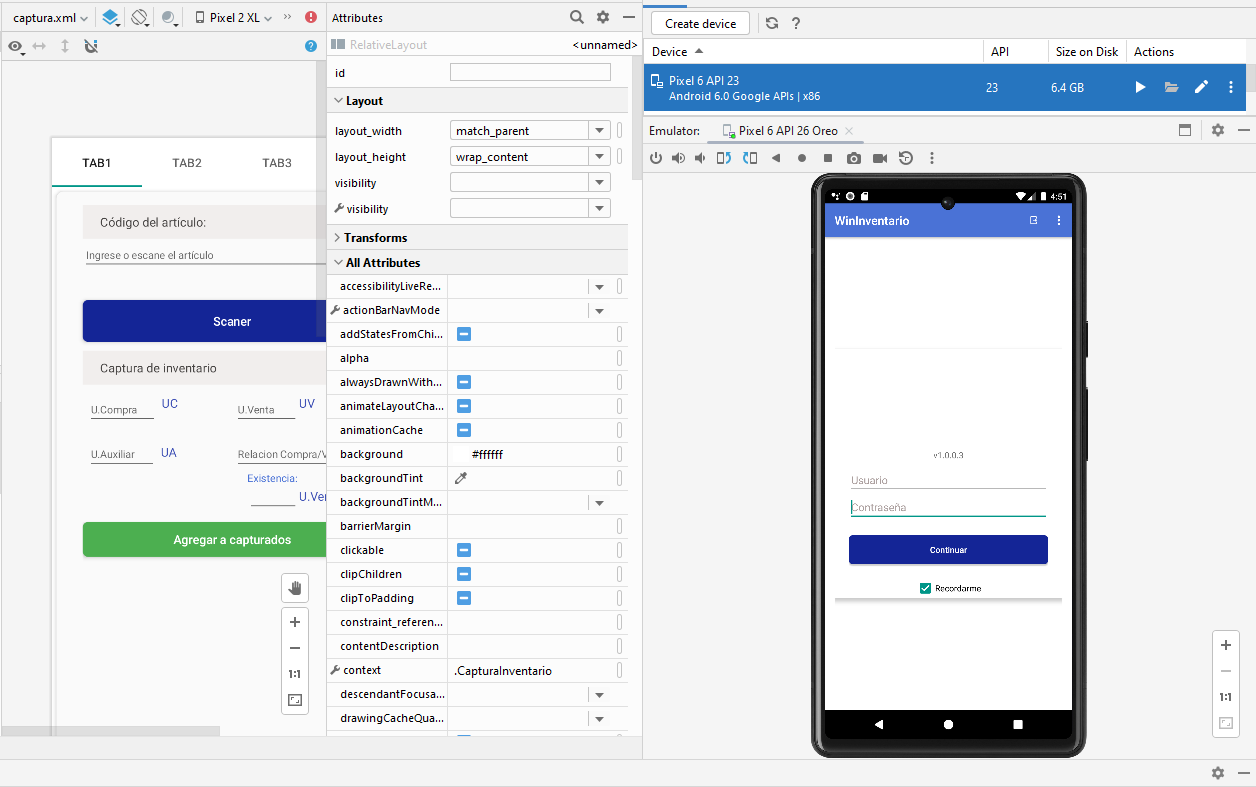 captura.xml
Pixel 2 XL
Attributes
RelativeLayout
<unnamed>
TAB1
TAB2
TAB3
Código del artículo:
Ingrese o escane el artículo
Scaner
Captura de inventario
U.Compra
UC
U.Venta
UV
U.Auxiliar
UA
Relacion Compra/V
Existencia:
U.Ver
Agregar a capturados
1:1
id
Layout
layout_width
match_parent
layout_height
wrap_content
visibility
visibility
Transforms
All Attributes
accessibilityLiveRe...
actionBarNavMode
addStatesFromChi...
alpha
alwaysDrawnWith...
animateLayoutCha...
animationCache
background
#ffffff
backgroundTint
backgroundTintM...
barrierMargin
clickable
clipChildren
clipToPadding
constraint_referen...
contentDescription
context
.CapturaInventario
descendantFocusa...
drawingCacheQua...
Create device
Device
API
Size on Disk
Actions
Pixel 6 API 23
Android 6.0 Google APIs | x86
23
6.4 GB
Emulator:
Pixel 6 API 26 Oreo
4:51
WinInventario
v1.0.0.3
Usuario
Contraseña
Continuar
Recordarme
1:1